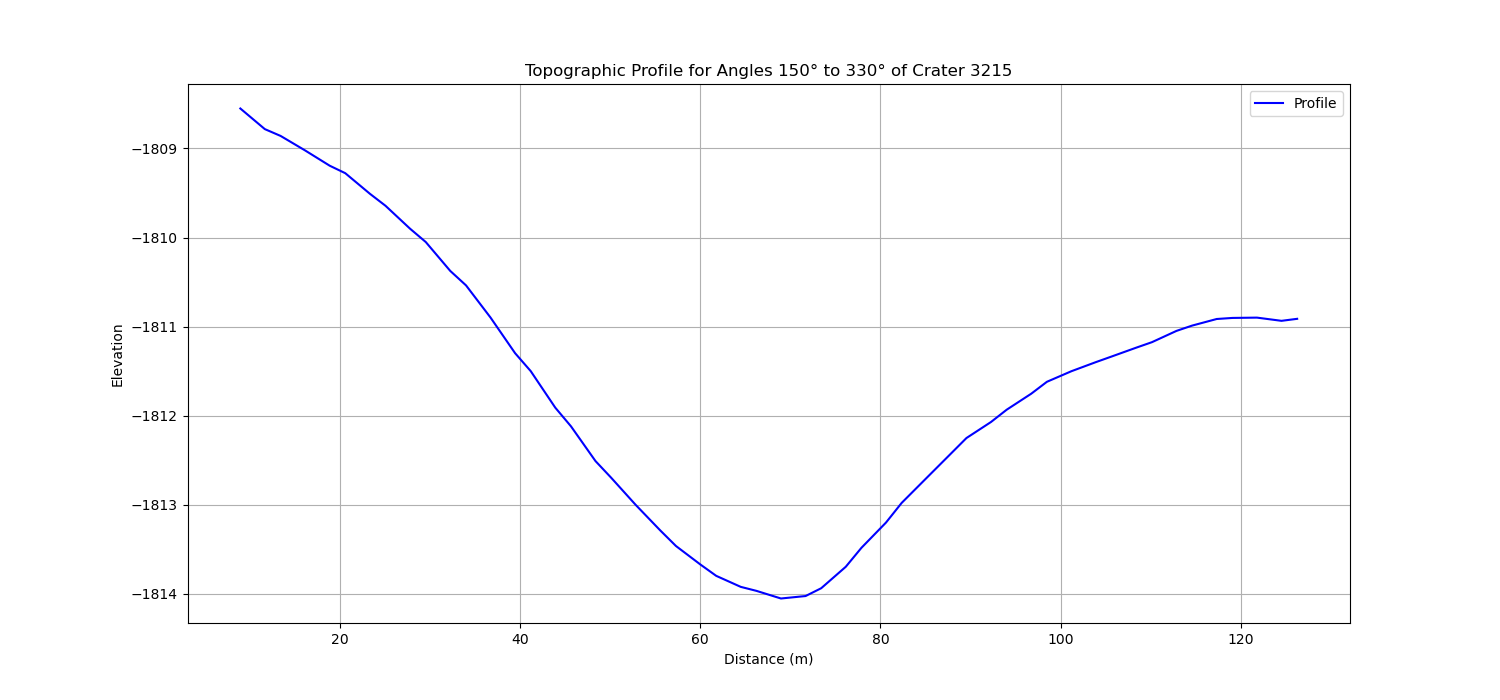 Topographic Profile for Angles 150° to 330° of Crater 3215
Profile
−1809
−1810
−1811
−1812
−1813
−1814
Elevation
20 40 60 80 100 120
Distance (m)